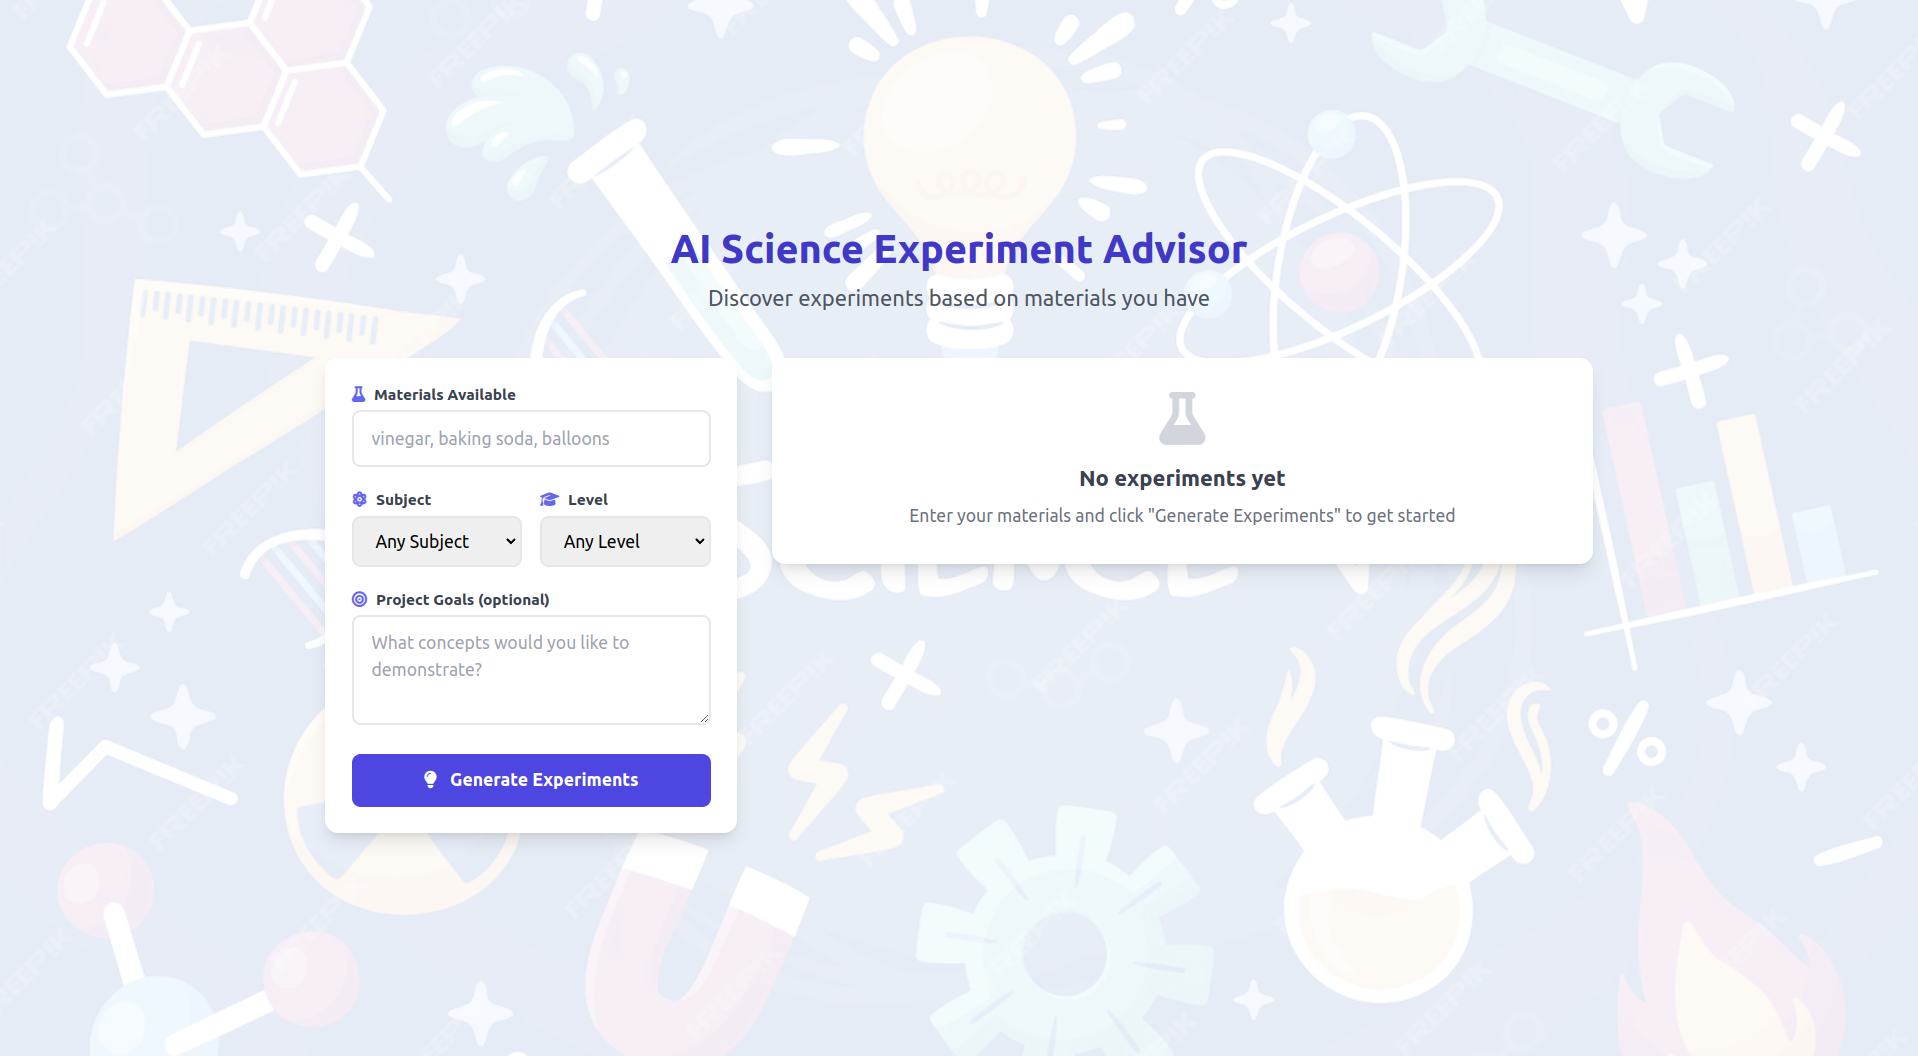 AI Science Experiment Advisor
Discover experiments based on materials you have
Materials Available
vinegar, baking soda, balloons
Subject
Level
Any Subject
Any Level
Project Goals (optional)
What concepts would you like to
demonstrate?
Generate Experiments
No experiments yet
Enter your materials and click "Generate Experiments" to get started
SCIENCE
FREEPIK